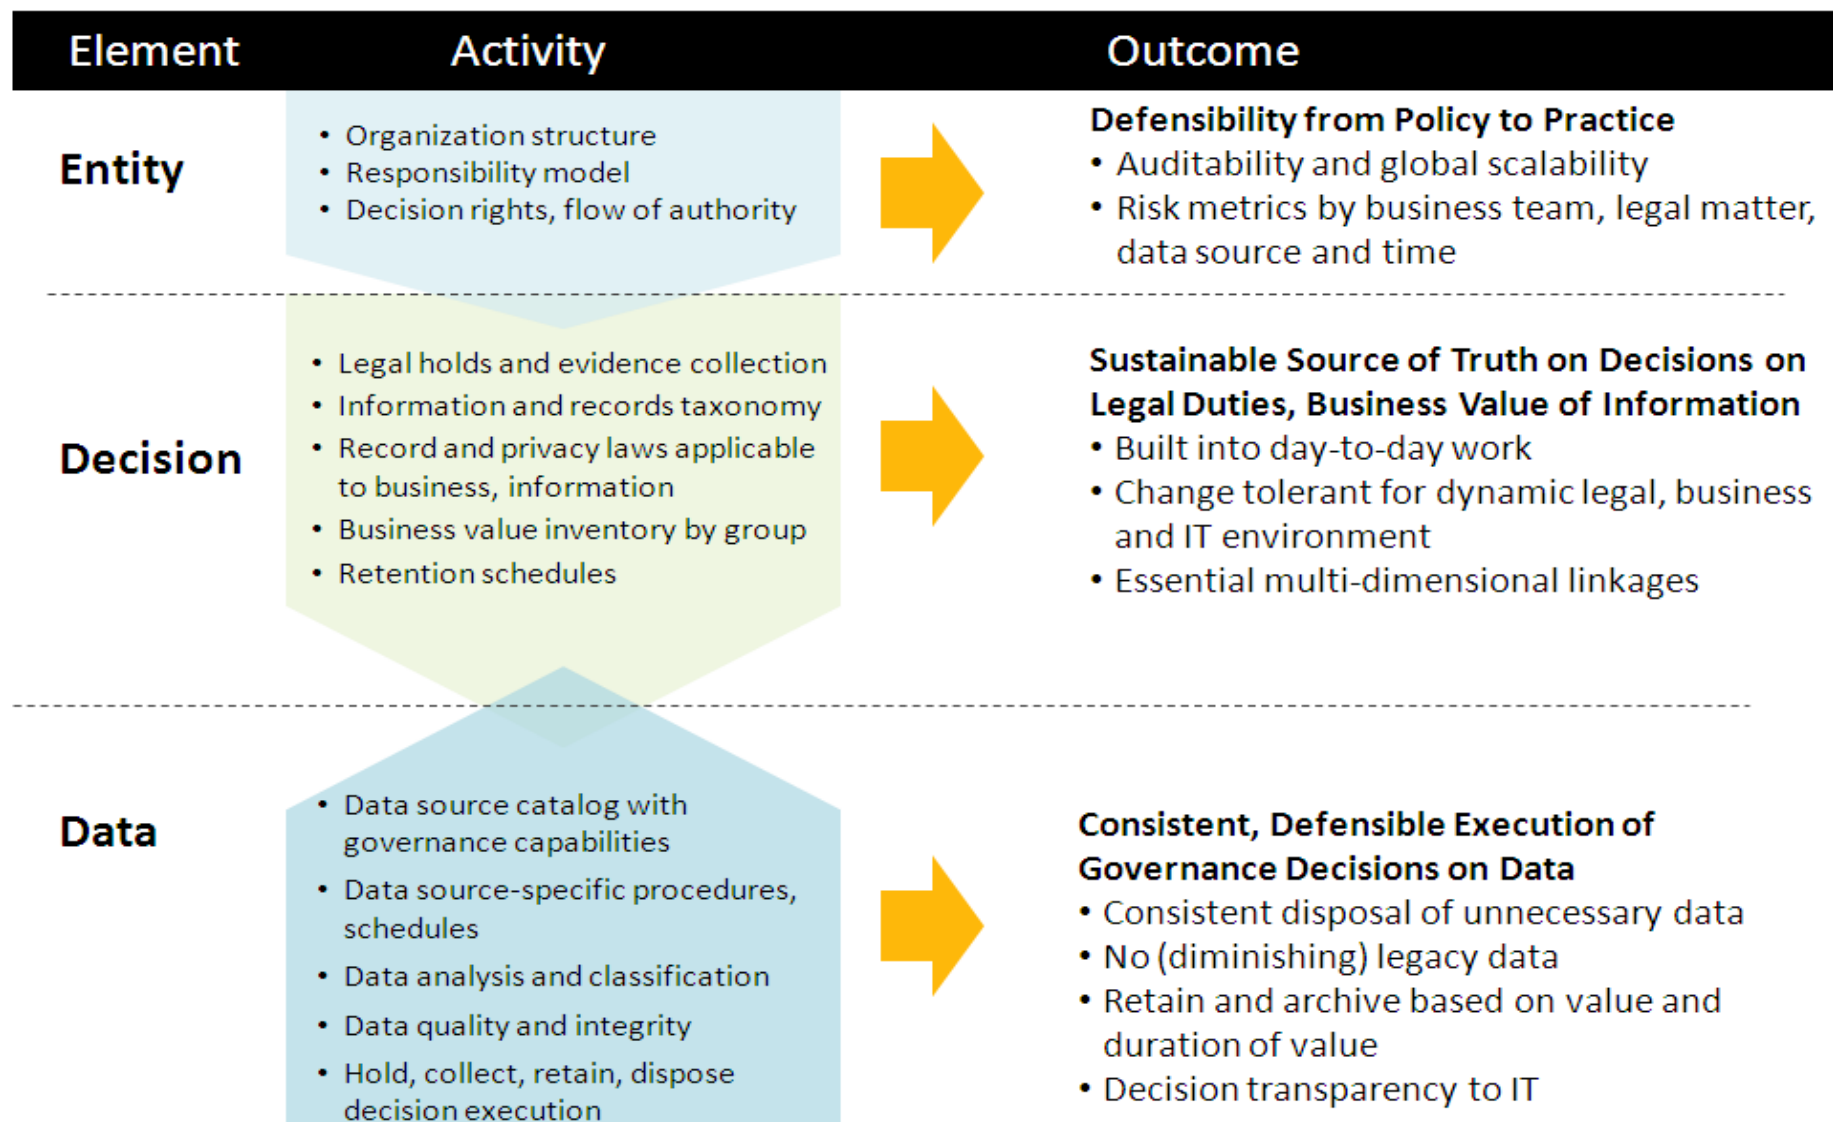 Element Activity Outcome
Entity
• Organization structure
• Responsibility model
• Decision rights, flow of authority
Defensibility from Policy to Practice
• Auditability and global scalability
• Risk metrics by business team, legal matter,
data source and time
Decision
• Legal holds and evidence collection
• Information and records taxonomy
• Record and privacy laws applicable
to business, information
• Business value inventory by group
• Retention schedules
Sustainable Source of Truth on Decisions on
Legal Duties, Business Value of Information
• Built into day-to-day work
• Change tolerant for dynamic legal, business
and IT environment
• Essential multi-dimensional linkages
Data
• Data source catalog with
governance capabilities
• Data source-specific procedures,
schedules
• Data analysis and classification
• Data quality and integrity
• Hold, collect, retain, dispose
decision execution
Consistent, Defensible Execution of
Governance Decisions on Data
• Consistent disposal of unnecessary data
• No (diminishing) legacy data
• Retain and archive based on value and
duration of value
• Decision transparency to IT